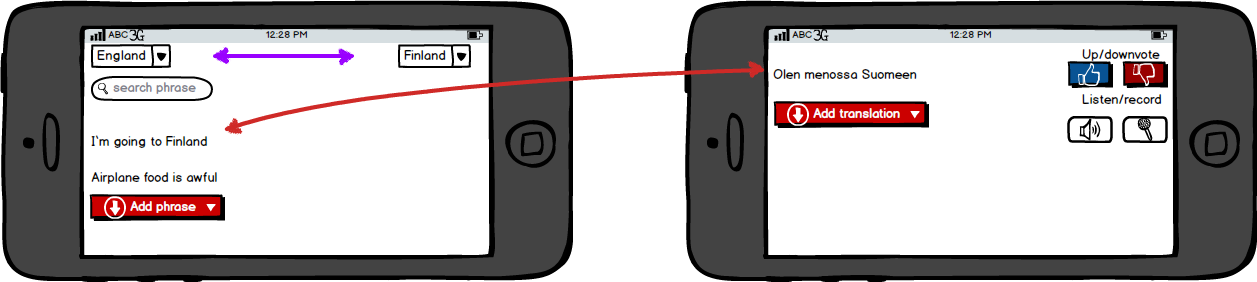 ABC 3G 12:28 PM
England Finland
search phrase
I'm going to Finland
Airplane food is awful
Add phrase
ABC 3G 12:28 PM
Up/downvote
Olen menossa Suomeen
Listen/record
Add translation